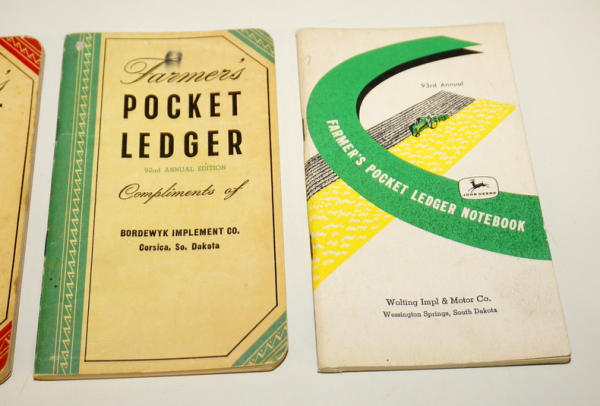 Farmer's
POCKET
LEDGER
92nd ANNUAL EDITION
Compliments of
BORDEWYK IMPLEMENT CO.
Corsica, So. Dakota
93rd Annual
FARMER'S POCKET LEDGER NOTEBOOK
JOHN DEERE
Wolting Impl & Motor Co.
Wessington Springs, South Dakota